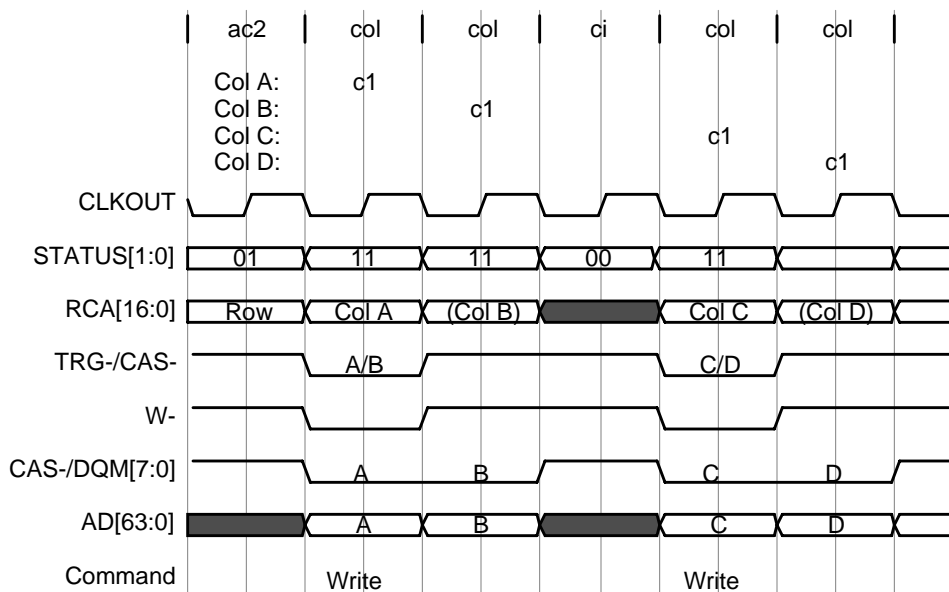 ac2 col col ci col col
Col A: c1
Col B: c1
Col C: c1
Col D: c1
CLKOUT
STATUS[1:0] 01 11 11 00 11
RCA[16:0] Row Col A (Col B) Col C (Col D)
TRG-/CAS- A/B C/D
W-
CAS-/DQM[7:0] A B C D
AD[63:0] A B C D
Command Write Write